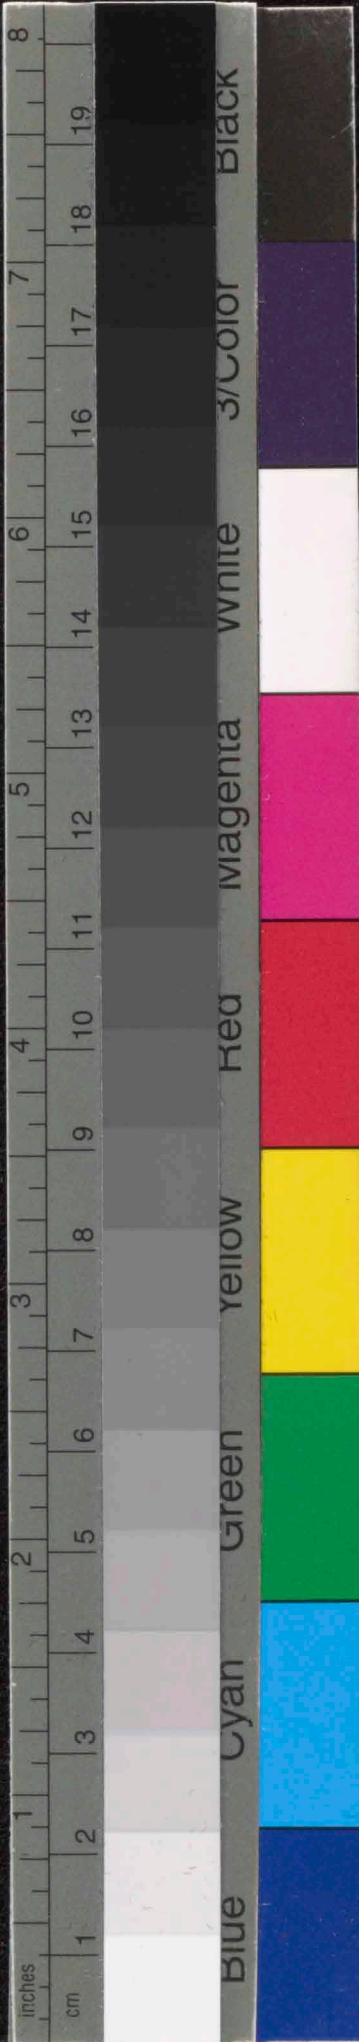 inches 1 2 3 4 5 6 7 8
cm 1 2 3 4 5 6 7 8 9 10 11 12 13 14 15 16 17 18 19
Blue Cyan Green Yellow Red Magenta White 3/Color Black